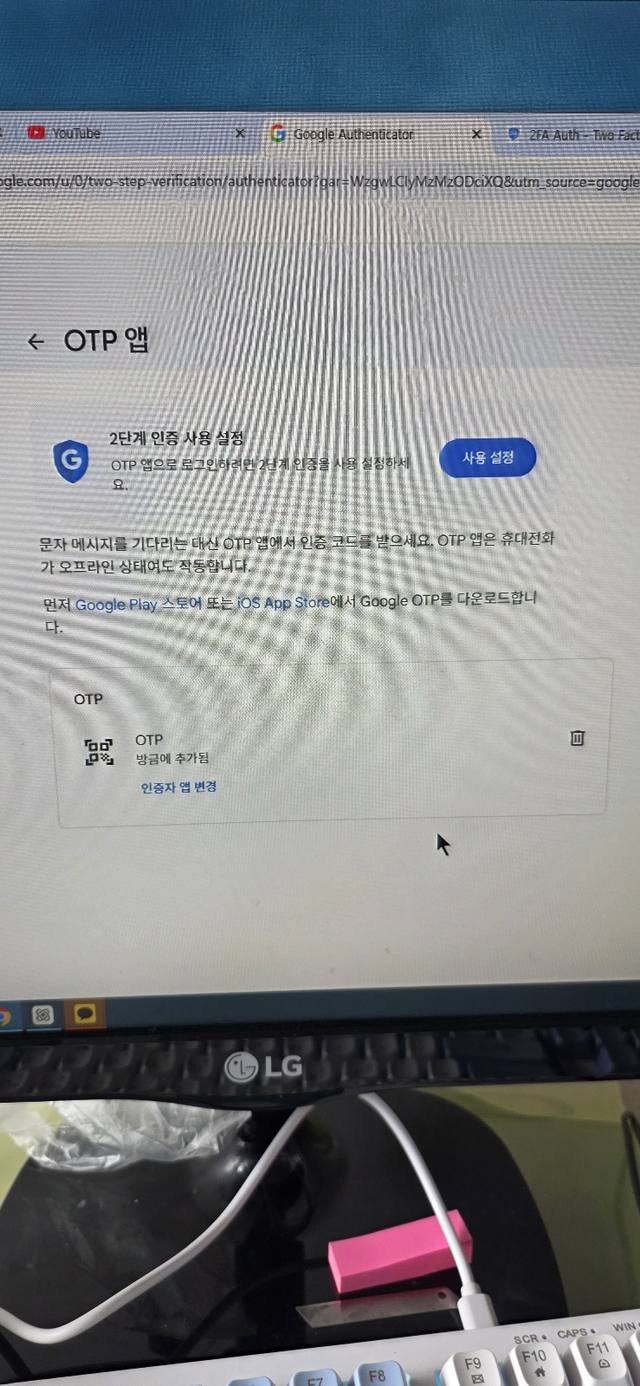 YouTube
Google Authenticator
2FA Auth - Two Fact
ogle.com/u/0/two-step-verification/authenticator?gar=WzgwLClyMzMzODciXQ&utm_source=google
OTP 앱
2단계 인증 사용 설정
OTP 앱으로 로그인하려면 2단계 인증을 사용 설정하세
요.
사용 설정
문자 메시지를 기다리는 대신 OTP 앱에서 인증 코드를 받으세요. OTP 앱은 휴대전화
가 오프라인 상태여도 작동합니다.
먼저 Google Play 스토어 또는 iOS App Store에서 Google OTP를 다운로드합니
다.
OTP
OTP
방금에 추가됨
인증자 앱 변경
LG
SCR CAPS WIN
F7
F8
F9
F10
F11